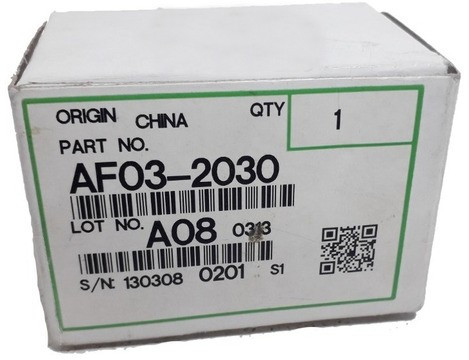 ORIGIN CHINA QTY 1
PART NO.
AF03-2030
LOT NO. A08 0313
S/N: 130308 0201 S1